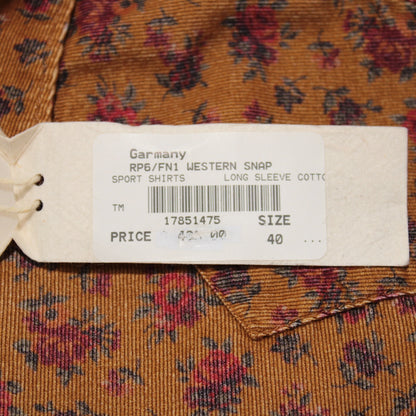 Garmany
RP6/FN1 WESTERN SNAP
SPORT SHIRTS LONG SLEEVE COTTO
TM
17851475 SIZE
PRICE 40 ...